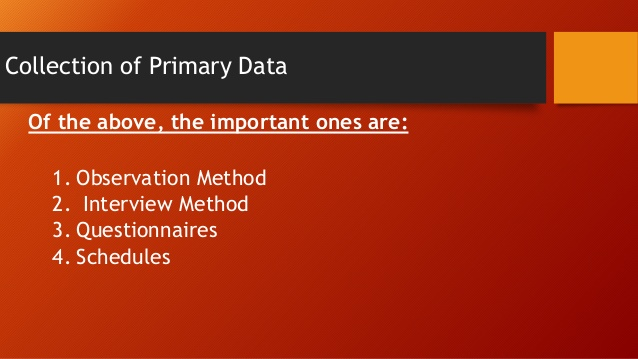 Collection of Primary Data
Of the above, the important ones are:
1. Observation Method
2. Interview Method
3. Questionnaires
4. Schedules